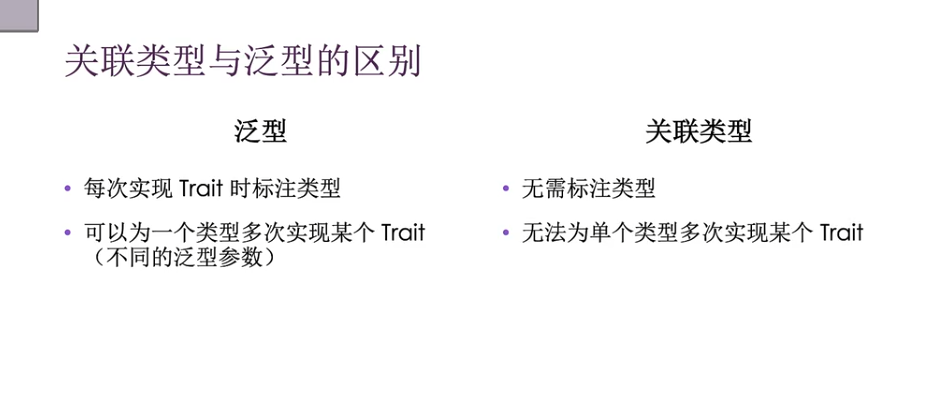 关联类型与泛型的区别
泛型
每次实现 Trait 时标注类型
可以为一个类型多次实现某个 Trait
（不同的泛型参数）
关联类型
无需标注类型
无法为单个类型多次实现某个 Trait